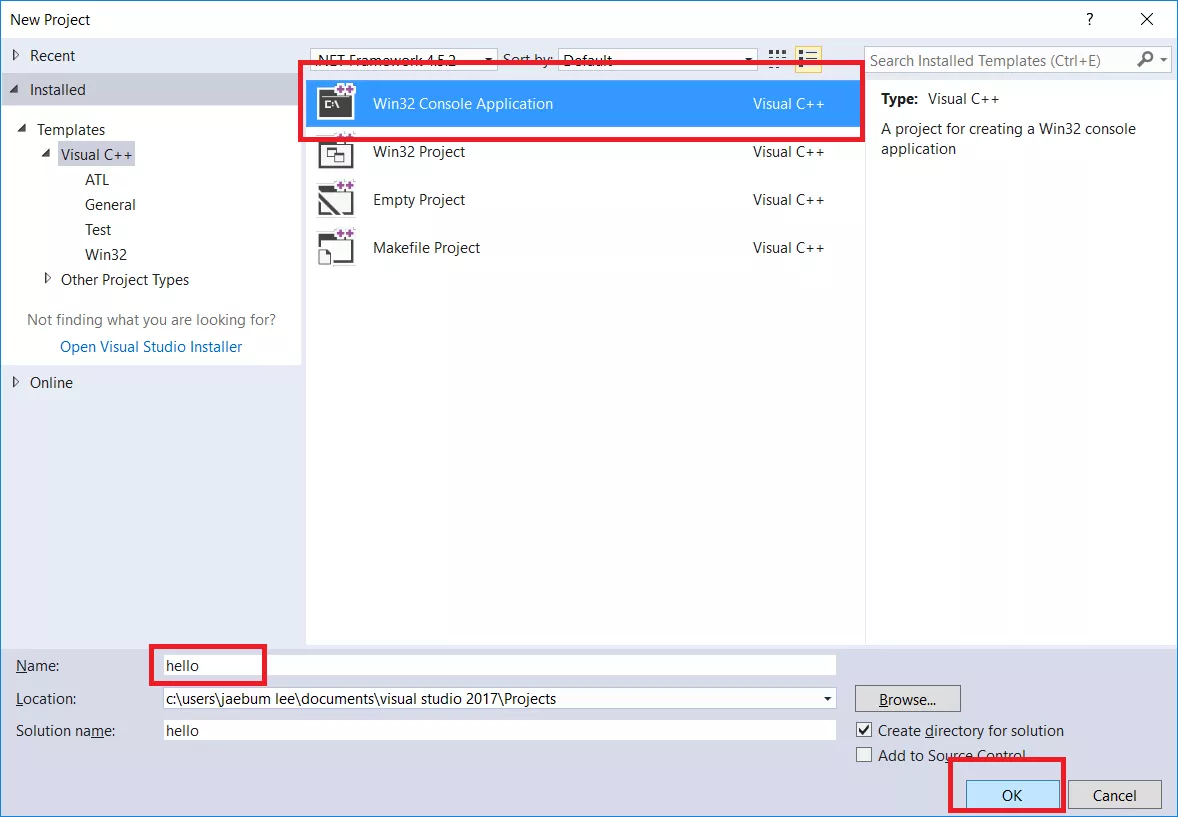 New Project ?
Recent
Installed
Templates
Visual C++
ATL
General
Test
Win32
Other Project Types
Not finding what you are looking for?
Open Visual Studio Installer
Online
.NET Framework 4.5.2 Sort by: Default
Win32 Console Application Visual C++
Win32 Project Visual C++
Empty Project Visual C++
Makefile Project Visual C++
Search Installed Templates (Ctrl+E)
Type: Visual C++
A project for creating a Win32 console
application
Name: hello
Location: c:\users\jaebum lee\documents\visual studio 2017\Projects
Browse...
Solution name: hello
Create directory for solution
Add to Source Control
OK Cancel